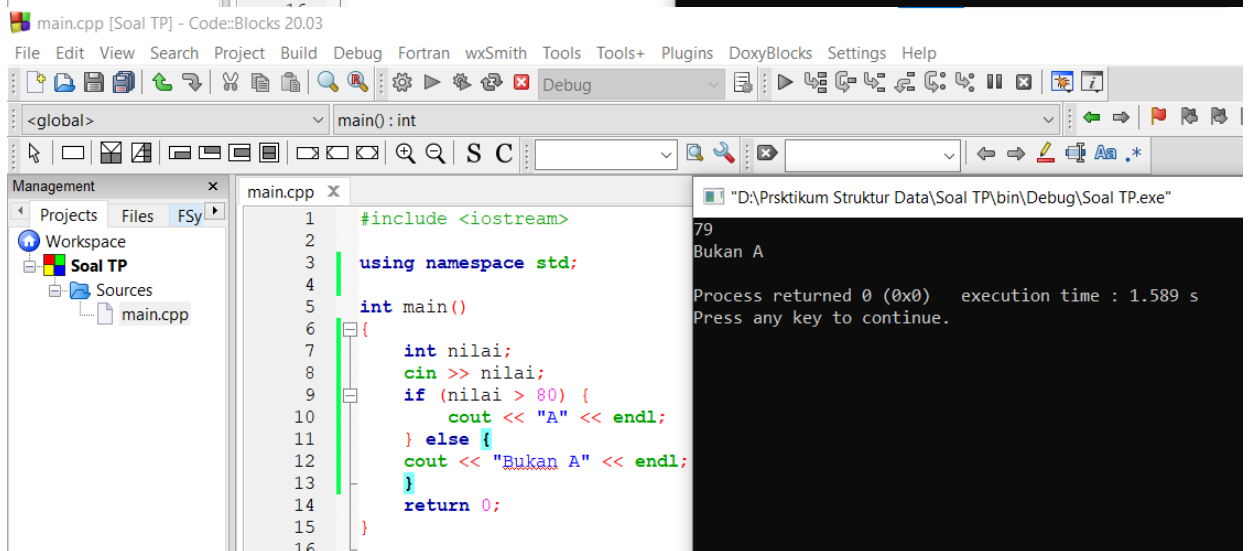 main.cpp [Soal TP] - Code::Blocks 20.03
File Edit View Search Project Build Debug Fortran wxSmith Tools Tools+ Plugins DoxyBlocks Settings Help
Debug
<global>
main() : int
S C
Aa .*
Management
Projects Files FSy
Workspace
Soal TP
Sources
main.cpp
main.cpp
1 #include <iostream>
2
3 using namespace std;
4
5 int main()
6 {
7 int nilai;
8 cin >> nilai;
9 if (nilai > 80) {
10 cout << "A" << endl;
11 } else {
12 cout << "Bukan A" << endl;
13 }
14 return 0;
15 }
16
"D:\Prsktikum Struktur Data\Soal TP\bin\Debug\Soal TP.exe"
79
Bukan A
Process returned 0 (0x0) execution time : 1.589 s
Press any key to continue.